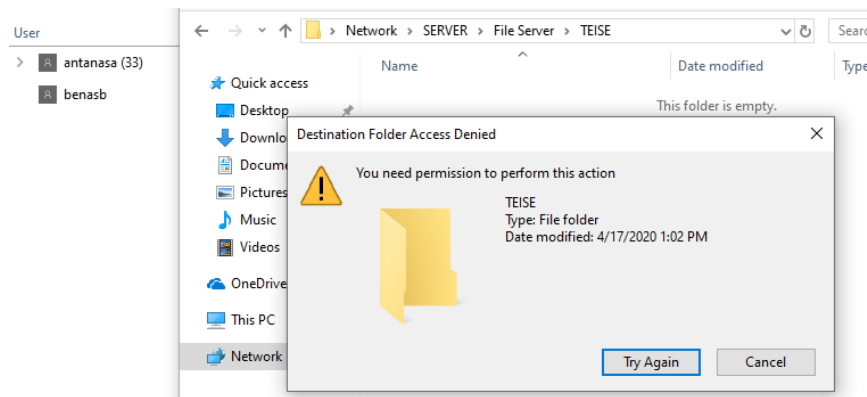 User
antanasa (33)
benasb
Network > SERVER > File Server > TEISE
Sear
Name
Date modified
Type
Quick access
Desktop
Downlo
Docume
Pictures
Music
Videos
OneDrive
This PC
Network
This folder is empty.
Destination Folder Access Denied
You need permission to perform this action
TEISE
Type: File folder
Date modified: 4/17/2020 1:02 PM
Try Again
Cancel